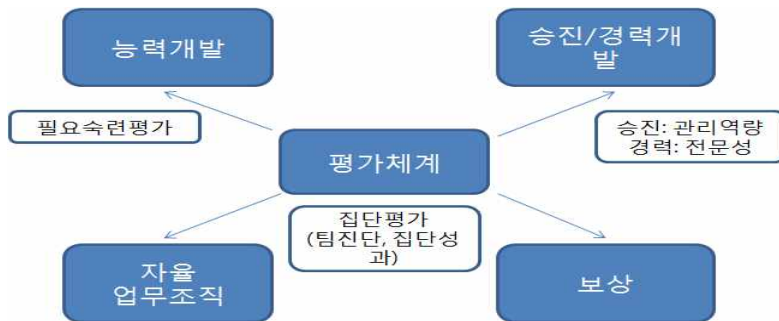 능력개발
승진/경력개
발
필요숙련평가
승진: 관리역량
경력: 전문성
평가체계
집단평가
(팀진단, 집단성
과)
자율
업무조직
보상